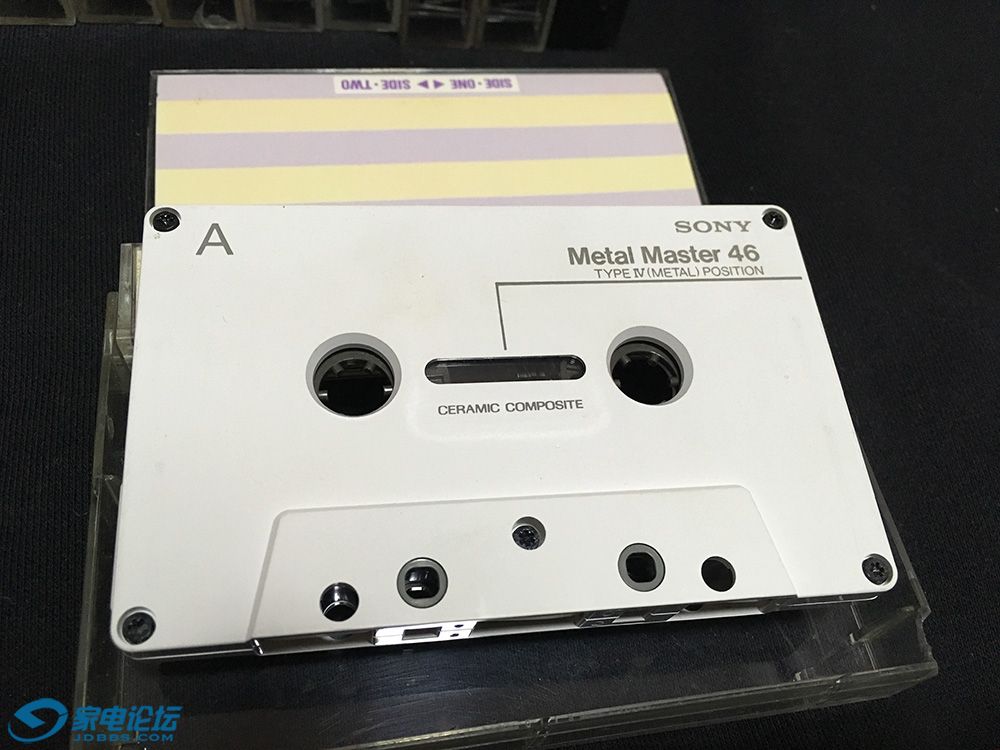 SIDE·ONE ◀▶ SIDE·TWO
A
SONY
Metal Master 46
TYPE IV (METAL) POSITION
CERAMIC COMPOSITE
家电论坛
JDBBS.COM